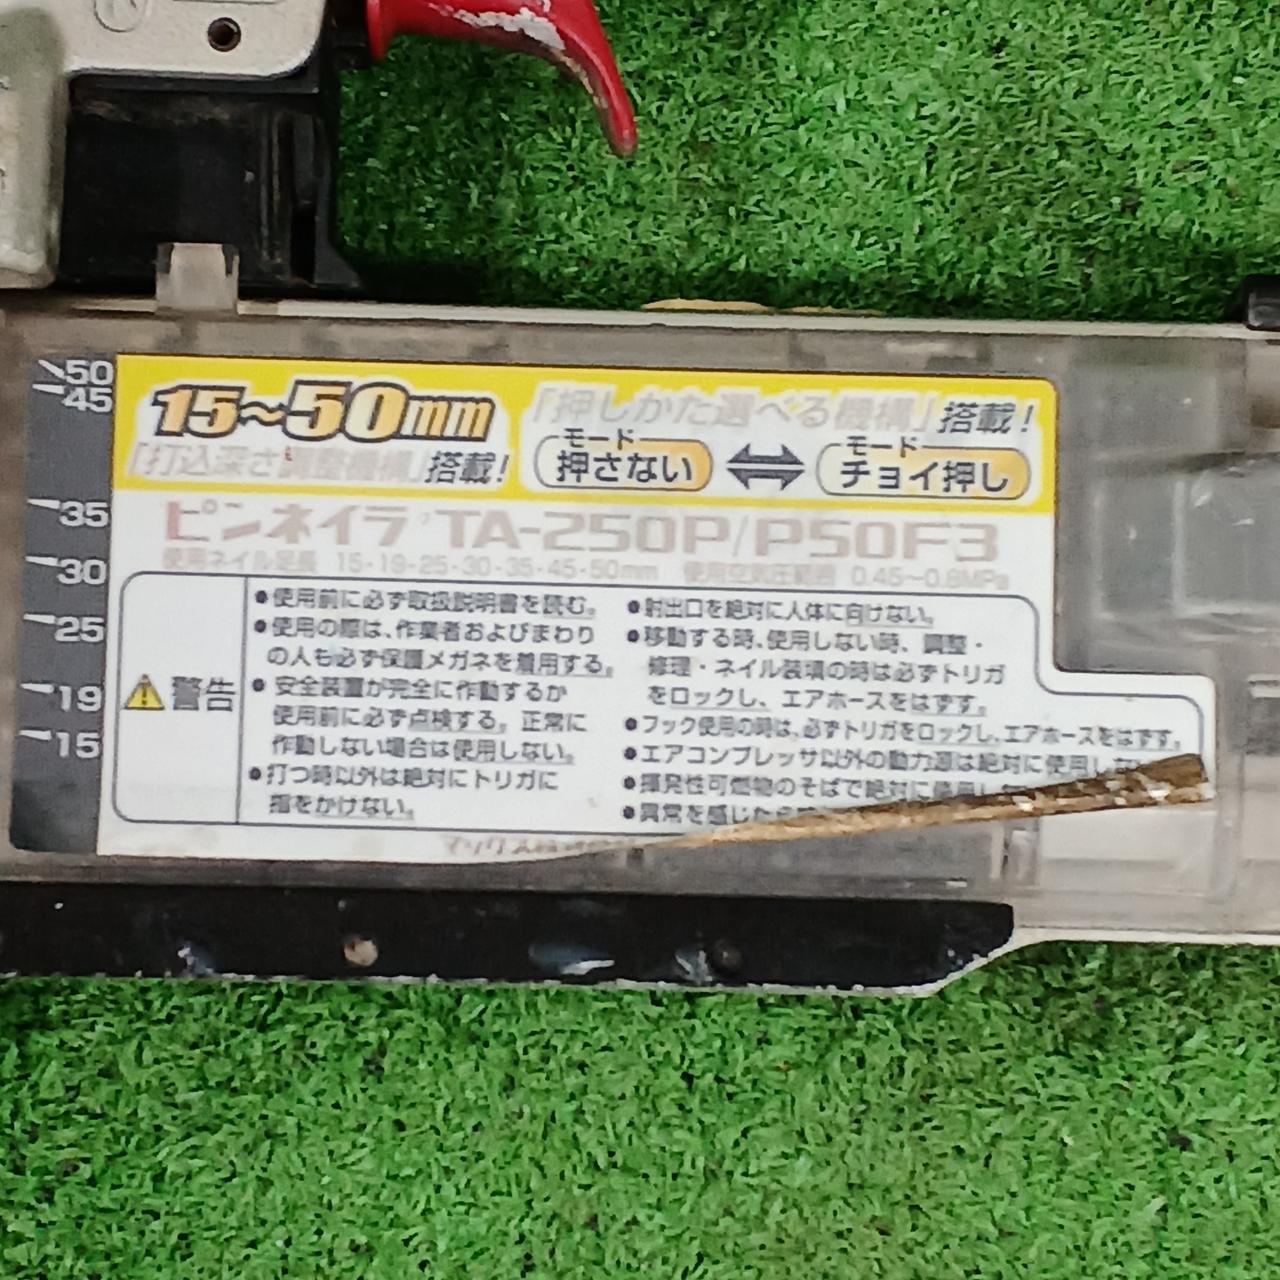 50
45
35
30
25
19
15
15～50mm
「打込深さ調整機構」搭載！
「押しかた選べる機構」搭載！
モード
押さない
モード
チョイ押し
ピンネイラ TA-250P/P50F3
使用ネイル足長 15・19・25・30・35・45・50mm 使用空気圧範囲 0.45～0.8MPa
警告
●使用前に必ず取扱説明書を読む。
●使用の際は、作業者およびまわり
の人も必ず保護メガネを着用する。
●安全装置が完全に作動するか
使用前に必ず点検する。正常に
作動しない場合は使用しない。
●打つ時以外は絶対にトリガに
指をかけない。
●射出口を絶対に人体に向けない。
●移動する時、使用しない時、調整・
修理・ネイル装填の時は必ずトリガ
をロックし、エアホースをはずす。
●フック使用の時は、必ずトリガをロックし、エアホースをはずす。
●エアコンプレッサ以外の動力源は絶対に使用し
●揮発性可燃物のそばで絶対に使用し
●異常を感じたら
マックス株式